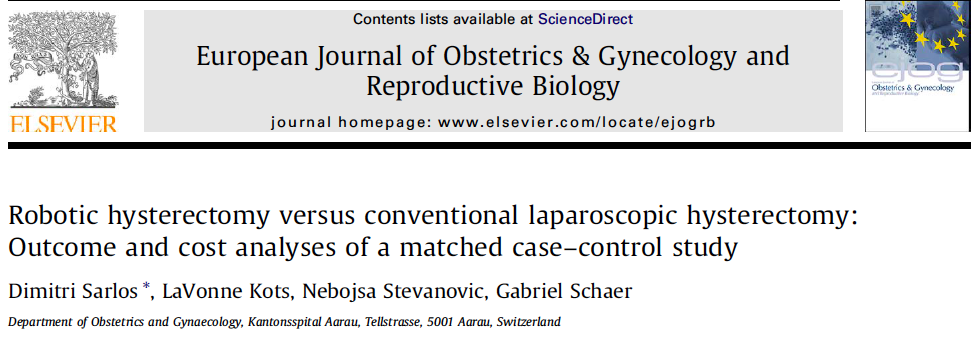 Contents lists available at ScienceDirect
European Journal of Obstetrics & Gynecology and
Reproductive Biology
journal homepage: www.elsevier.com/locate/ejogrb
ELSEVIER
ejog
Obstetrics & Gynecology
and Reproductive Biology
Robotic hysterectomy versus conventional laparoscopic hysterectomy:
Outcome and cost analyses of a matched case–control study
Dimitri Sarlos *, LaVonne Kots, Nebojsa Stevanovic, Gabriel Schaer
Department of Obstetrics and Gynaecology, Kantonsspital Aarau, Tellstrasse, 5001 Aarau, Switzerland